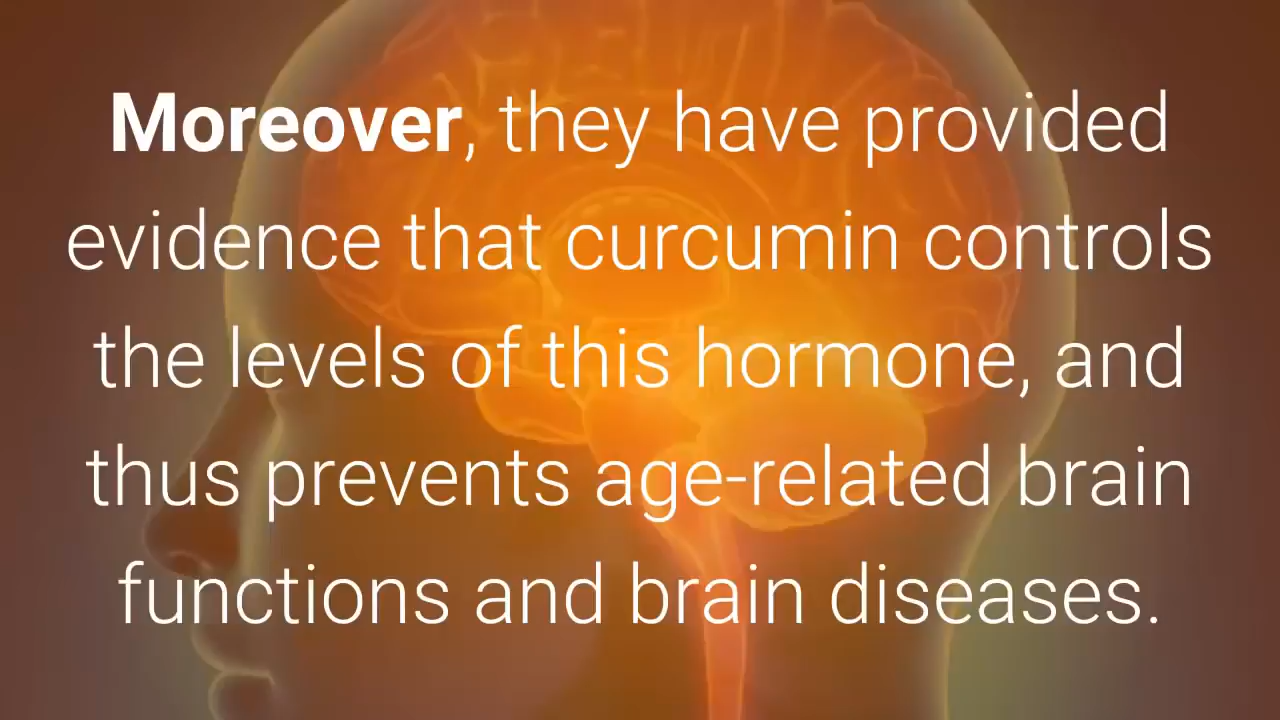 Moreover, they have provided
evidence that curcumin controls
the levels of this hormone, and
thus prevents age-related brain
functions and brain diseases.